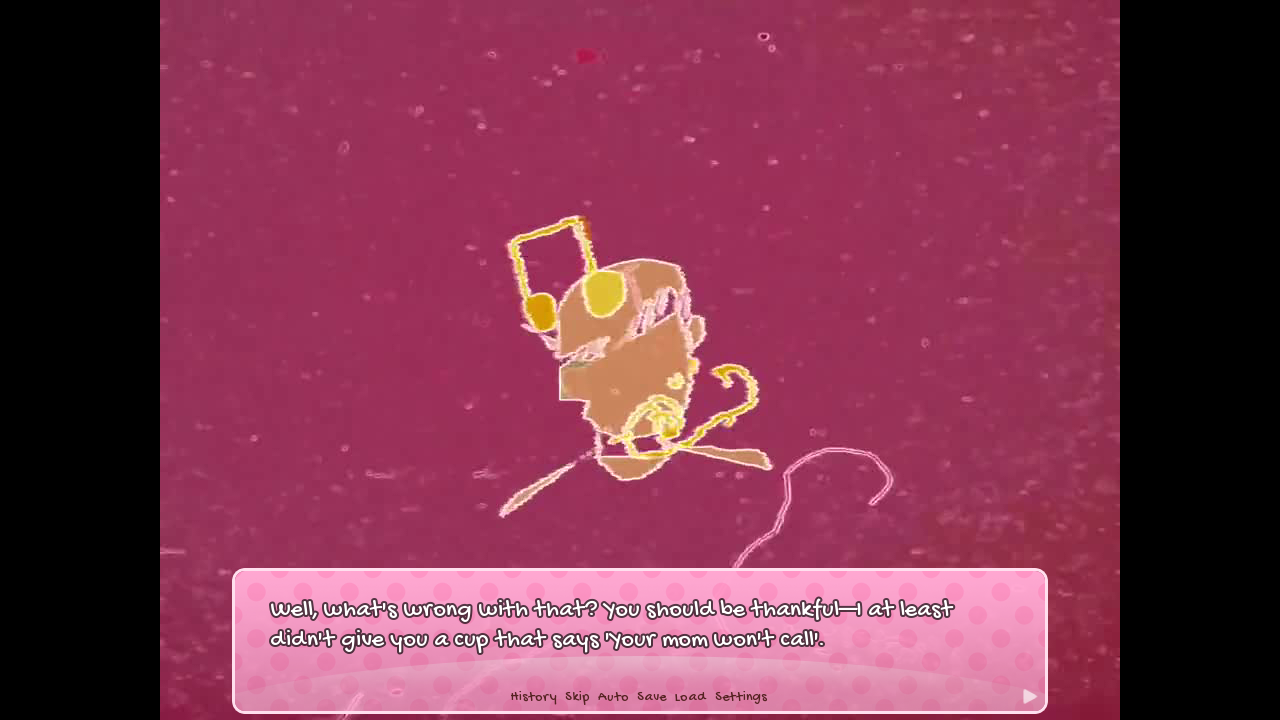 Well, what's wrong with that? You should be thankful—I at least
didn't give you a cup that says 'Your mom won't call'.
History Skip Auto Save Load Settings